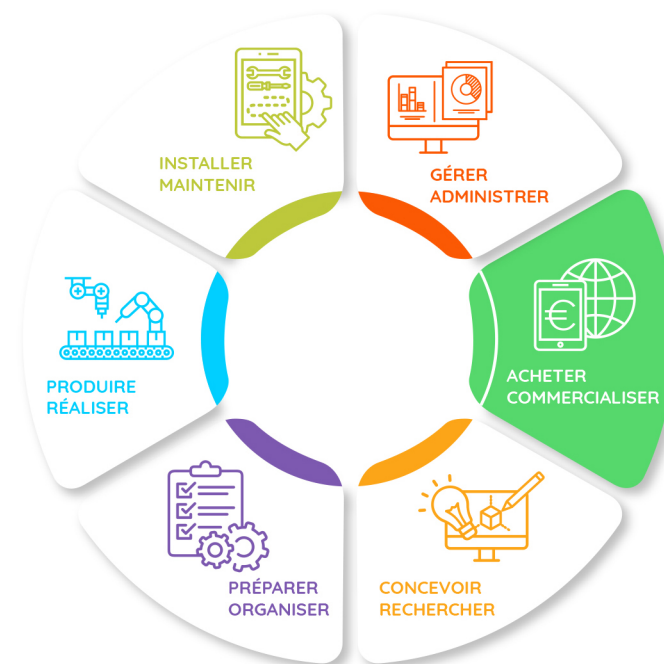 INSTALLER
MAINTENIR
GÉRER
ADMINISTRER
€
ACHETER
COMMERCIALISER
PRODUIRE
RÉALISER
PRÉPARER
ORGANISER
CONCEVOIR
RECHERCHER